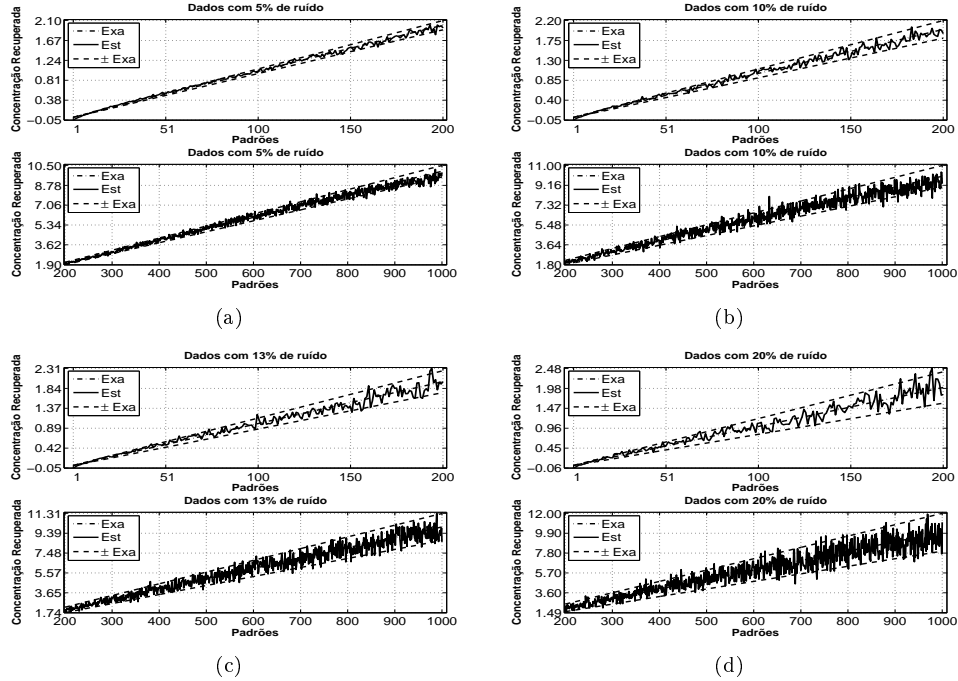 Dados com 5% de ruído
Concentração Recuperada
2.10
1.67
1.24
0.81
0.38
−0.05
Exa
Est
± Exa
1 51 100 150 200
Padrões
Dados com 5% de ruído
Concentração Recuperada
10.50
8.78
7.06
5.34
3.62
1.90
Exa
Est
± Exa
200 300 400 500 600 700 800 900 1000
Padrões
(a)
Dados com 10% de ruído
Concentração Recuperada
2.20
1.75
1.30
0.85
0.40
−0.05
Exa
Est
± Exa
1 51 100 150 200
Padrões
Dados com 10% de ruído
Concentração Recuperada
11.00
9.16
7.32
5.48
3.64
1.80
Exa
Est
± Exa
200 300 400 500 600 700 800 900 1000
Padrões
(b)
Dados com 13% de ruído
Concentração Recuperada
2.31
1.84
1.37
0.89
0.42
−0.05
Exa
Est
± Exa
1 51 100 150 200
Padrões
Dados com 13% de ruído
Concentração Recuperada
11.31
9.39
7.48
5.57
3.65
1.74
Exa
Est
± Exa
200 300 400 500 600 700 800 900 1000
Padrões
(c)
Dados com 20% de ruído
Concentração Recuperada
2.48
1.98
1.47
0.96
0.45
−0.06
Exa
Est
± Exa
1 51 100 150 200
Padrões
Dados com 20% de ruído
Concentração Recuperada
12.00
9.90
7.80
5.70
3.60
1.49
Exa
Est
± Exa
200 300 400 500 600 700 800 900 1000
Padrões
(d)